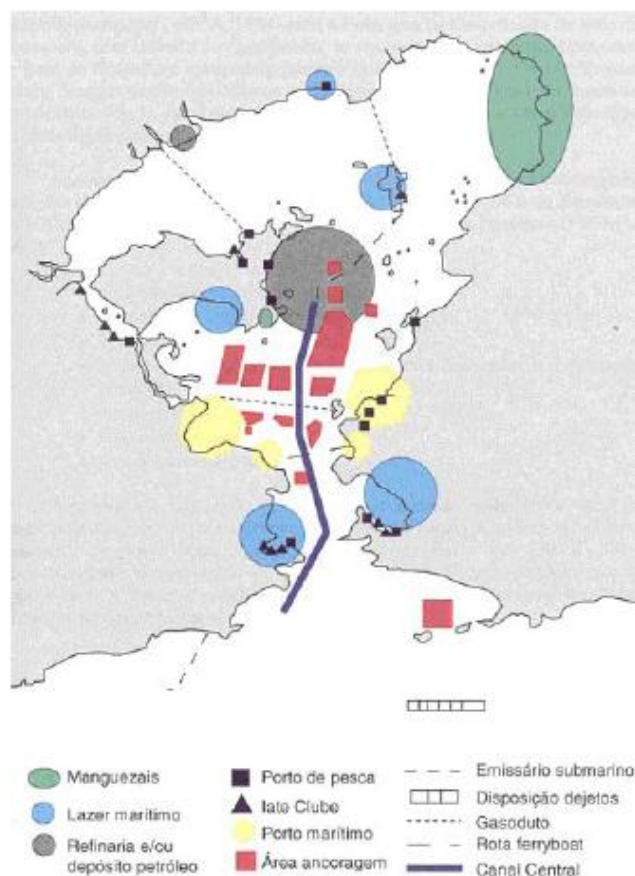 Manguezais
Lazer marítimo
Refinaria e/ou
depósito petróleo
Porto de pesca
Iate Clube
Porto marítimo
Área ancoragem
Emissário submarino
Disposição dejetos
Gasoduto
Rota ferryboat
Canal Central